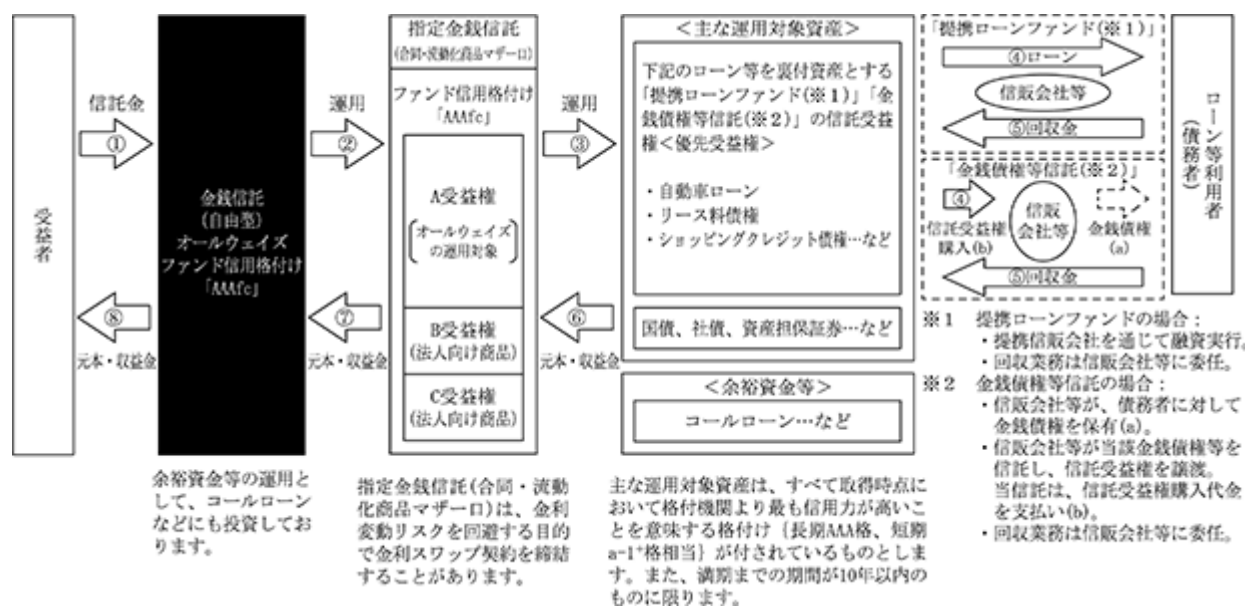 受益者
信託金
①
⑧
元本・収益金
金銭信託
(自由型)
オールウェイズ
ファンド信用格付け
「AAAfc」
余裕資金等の運用と
して、コールローン
などにも投資してお
ります。
運用
②
⑦
元本・収益金
指定金銭信託
(合同・流動化商品マザーロ)
ファンド信用格付け
「AAAfc」
A受益権
オールウェイズ
の運用対象
B受益権
(法人向け商品)
C受益権
(法人向け商品)
指定金銭信託(合同・流動
化商品マザーロ)は、金利
変動リスクを回避する目的
で金利スワップ契約を締結
することがあります。
運用
③
⑥
元本・収益金
<主な運用対象資産>
下記のローン等を裏付資産とする
「提携ローンファンド(※1)」「金
銭債権等信託(※2)」の信託受益
権<優先受益権>
・自動車ローン
・リース料債権
・ショッピングクレジット債権…など
国債、社債、資産担保証券…など
<余裕資金等>
コールローン…など
主な運用対象資産は、すべて取得時点に
おいて格付機関より最も信用力が高いこ
とを意味する格付け{長期AAA格、短期
a-1⁺格相当}が付されているものとしま
す。また、満期までの期間が10年以内の
ものに限ります。
「提携ローンファンド(※1)」
④ローン
信販会社等
⑤回収金
「金銭債権等信託(※2)」
④
信託受益権
購入(b)
信販
会社等
金銭債権
(a)
⑤回収金
ローン等利用者
(債務者)
※1 提携ローンファンドの場合：
・提携信販会社を通じて融資実行。
・回収業務は信販会社等に委任。
※2 金銭債権等信託の場合：
・信販会社等が、債務者に対して
金銭債権を保有(a)。
・信販会社等が当該金銭債権等を
信託し、信託受益権を譲渡。
当信託は、信託受益権購入代金
を支払い(b)。
・回収業務は信販会社等に委任。